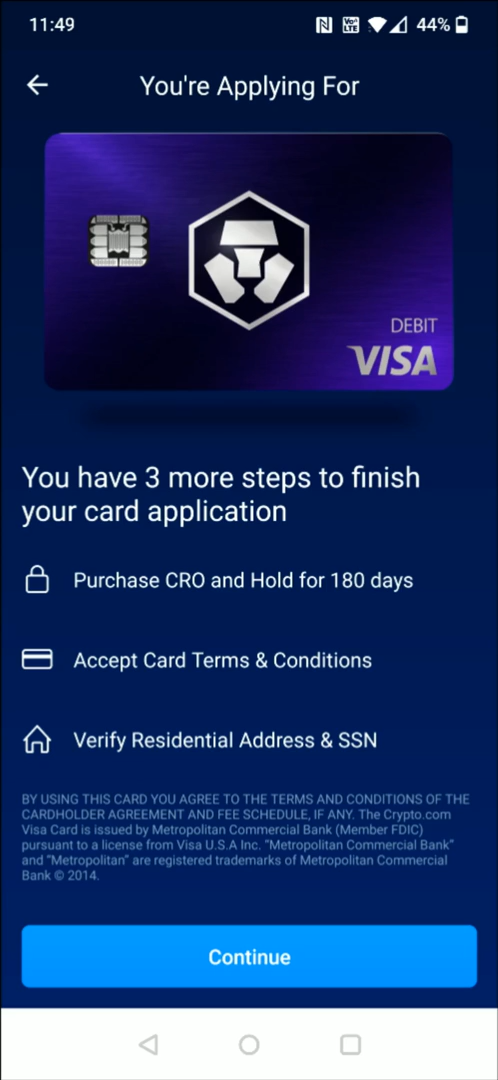 11:49
Vo)
LTE
44%
You're Applying For
DEBIT
VISA
You have 3 more steps to finish
your card application
Purchase CRO and Hold for 180 days
Accept Card Terms & Conditions
Verify Residential Address & SSN
BY USING THIS CARD YOU AGREE TO THE TERMS AND CONDITIONS OF THE
CARDHOLDER AGREEMENT AND FEE SCHEDULE, IF ANY. The Crypto.com
Visa Card is issued by Metropolitan Commercial Bank (Member FDIC)
pursuant to a license from Visa U.S.A Inc. "Metropolitan Commercial Bank"
and "Metropolitan" are registered trademarks of Metropolitan Commercial
Bank © 2014.
Continue